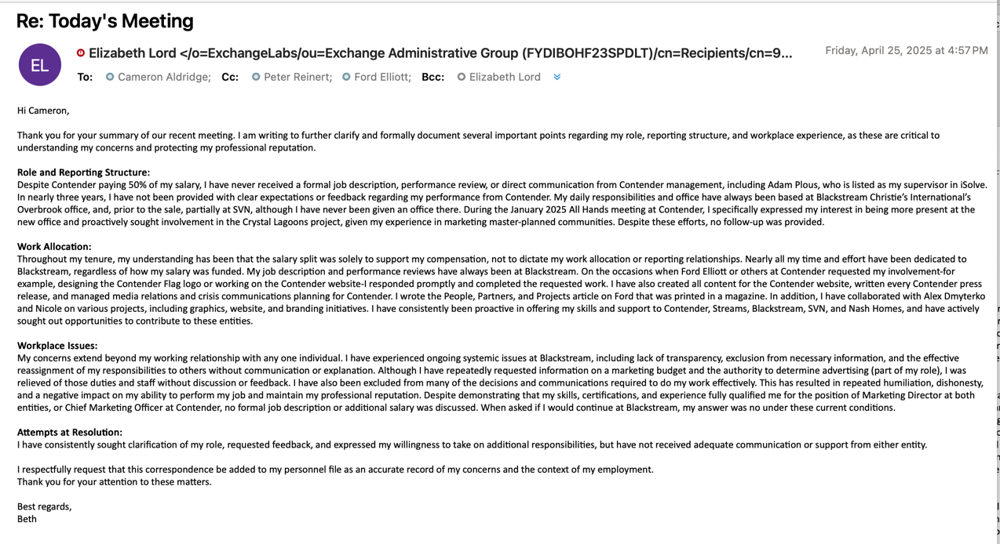 Re: Today's Meeting
EL
Elizabeth Lord </o=ExchangeLabs/ou=Exchange Administrative Group (FYDIBOHF23SPDLT)/cn=Recipients/cn=9...
Friday, April 25, 2025 at 4:57 PM
To: Cameron Aldridge; Cc: Peter Reinert; Ford Elliott; Bcc: Elizabeth Lord
Hi Cameron,
Thank you for your summary of our recent meeting. I am writing to further clarify and formally document several important points regarding my role, reporting structure, and workplace experience, as these are critical to
understanding my concerns and protecting my professional reputation.
Role and Reporting Structure:
Despite Contender paying 50% of my salary, I have never received a formal job description, performance review, or direct communication from Contender management, including Adam Plous, who is listed as my supervisor in iSolve.
In nearly three years, I have not been provided with clear expectations or feedback regarding my performance from Contender. My daily responsibilities and office have always been based at Blackstream Christie's International's
Overbrook office, and, prior to the sale, partially at SVN, although I have never been given an office there. During the January 2025 All Hands meeting at Contender, I specifically expressed my interest in being more present at the
new office and proactively sought involvement in the Crystal Lagoons project, given my experience in marketing master-planned communities. Despite these efforts, no follow-up was provided.
Work Allocation:
Throughout my tenure, my understanding has been that the salary split was solely to support my compensation, not to dictate my work allocation or reporting relationships. Nearly all my time and effort have been dedicated to
Blackstream, regardless of how my salary was funded. My job description and performance reviews have always been at Blackstream. On the occasions when Ford Elliott or others at Contender requested my involvement-for
example, designing the Contender Flag logo or working on the Contender website-I responded promptly and completed the requested work. I have also created all content for the Contender website, written every Contender press
release, and managed media relations and crisis communications planning for Contender. I wrote the People, Partners, and Projects article on Ford that was printed in a magazine. In addition, I have collaborated with Alex Dmyterko
and Nicole on various projects, including graphics, website, and branding initiatives. I have consistently been proactive in offering my skills and support to Contender, Streams, Blackstream, SVN, and Nash Homes, and have actively
sought out opportunities to contribute to these entities.
Workplace Issues:
My concerns extend beyond my working relationship with any one individual. I have experienced ongoing systemic issues at Blackstream, including lack of transparency, exclusion from necessary information, and the effective
reassignment of my responsibilities to others without communication or explanation. Although I have repeatedly requested information on a marketing budget and the authority to determine advertising (part of my role), I was
relieved of those duties and staff without discussion or feedback. I have also been excluded from many of the decisions and communications required to do my work effectively. This has resulted in repeated humiliation, dishonesty,
and a negative impact on my ability to perform my job and maintain my professional reputation. Despite demonstrating that my skills, certifications, and experience fully qualified me for the position of Marketing Director at both
entities, or Chief Marketing Officer at Contender, no formal job description or additional salary was discussed. When asked if I would continue at Blackstream, my answer was no under these current conditions.
Attempts at Resolution:
I have consistently sought clarification of my role, requested feedback, and expressed my willingness to take on additional responsibilities, but have not received adequate communication or support from either entity.
I respectfully request that this correspondence be added to my personnel file as an accurate record of my concerns and the context of my employment.
Thank you for your attention to these matters.
Best regards,
Beth